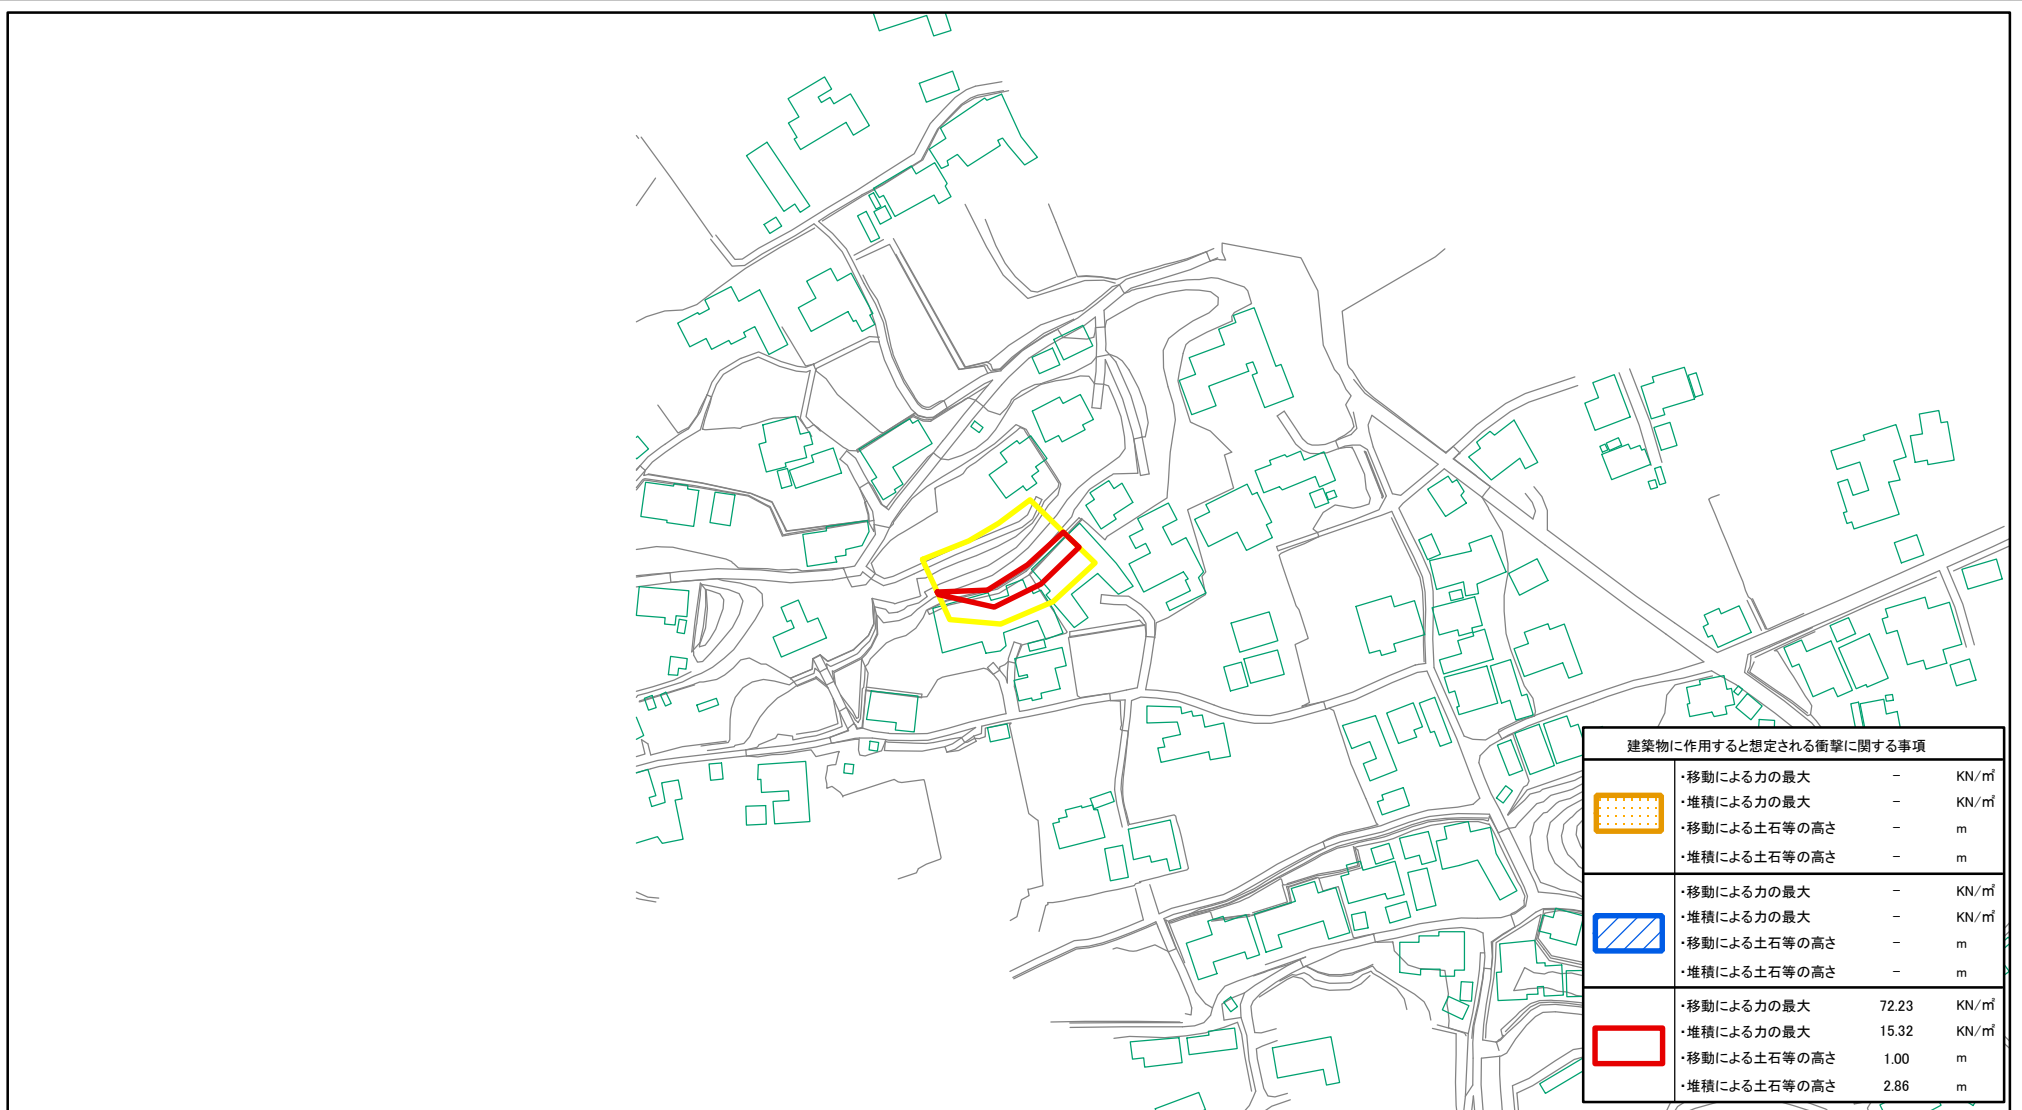 建築物に作用すると想定される衝撃に関する事項
・移動による力の最大 － KN/㎡
・堆積による力の最大 － KN/㎡
・移動による土石等の高さ － m
・堆積による土石等の高さ － m
・移動による力の最大 － KN/㎡
・堆積による力の最大 － KN/㎡
・移動による土石等の高さ － m
・堆積による土石等の高さ － m
・移動による力の最大 72.23 KN/㎡
・堆積による力の最大 15.32 KN/㎡
・移動による土石等の高さ 1.00 m
・堆積による土石等の高さ 2.86 m